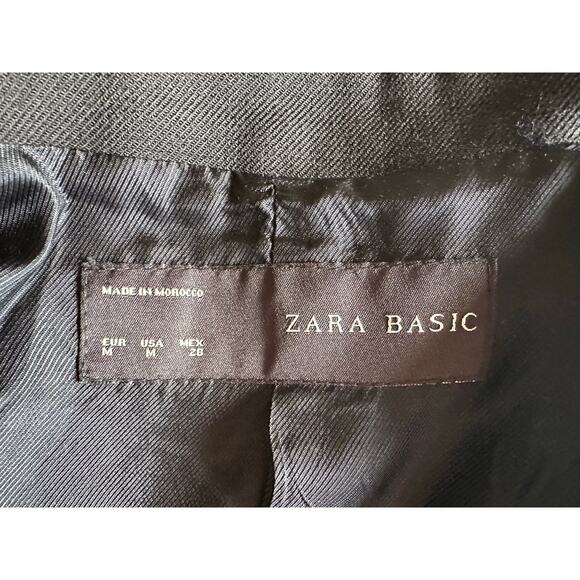 MADE IN MOROCCO
ZARA BASIC
EUR USA MEX
M M 28